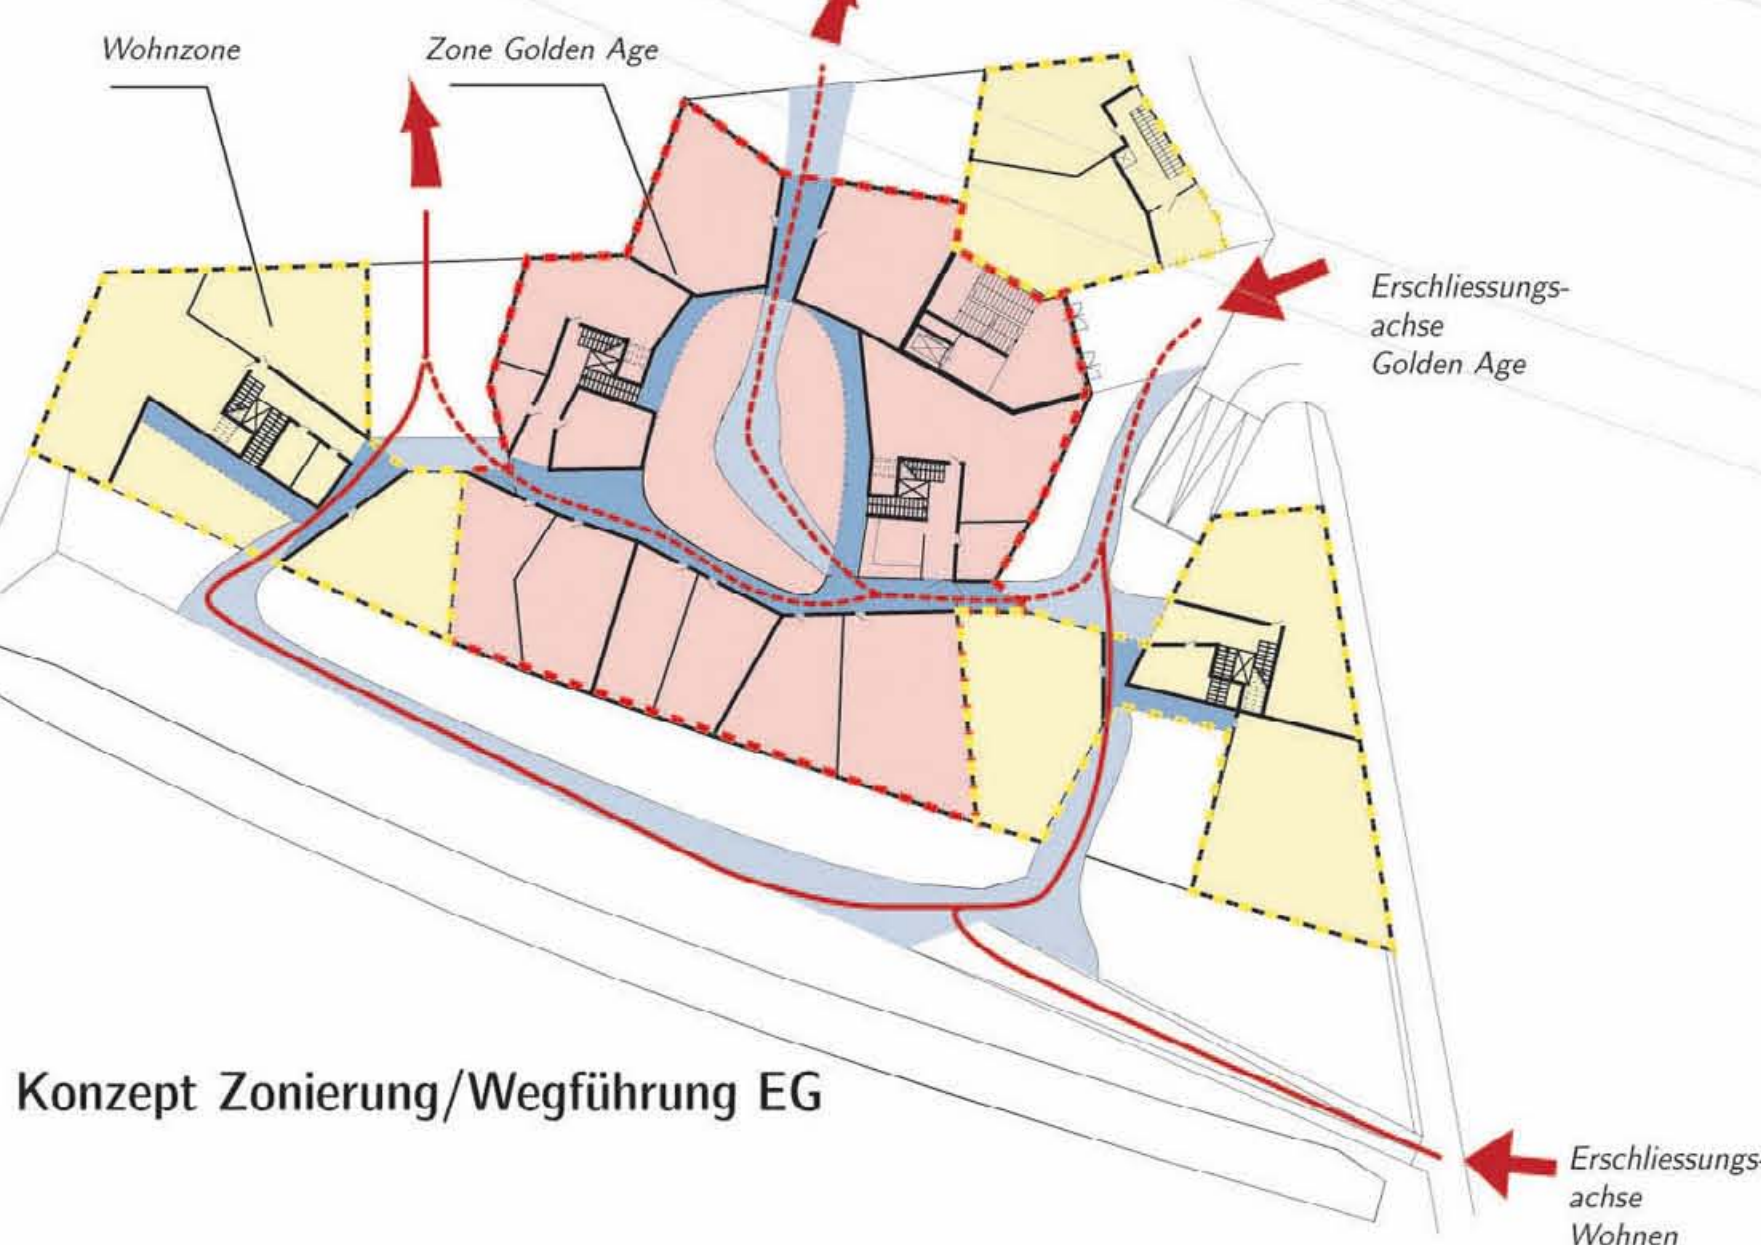 Wohnzone
Zone Golden Age
Erschliessungs-
achse
Golden Age
Konzept Zonierung/Wegführung EG
Erschliessungs-
achse
Wohnen